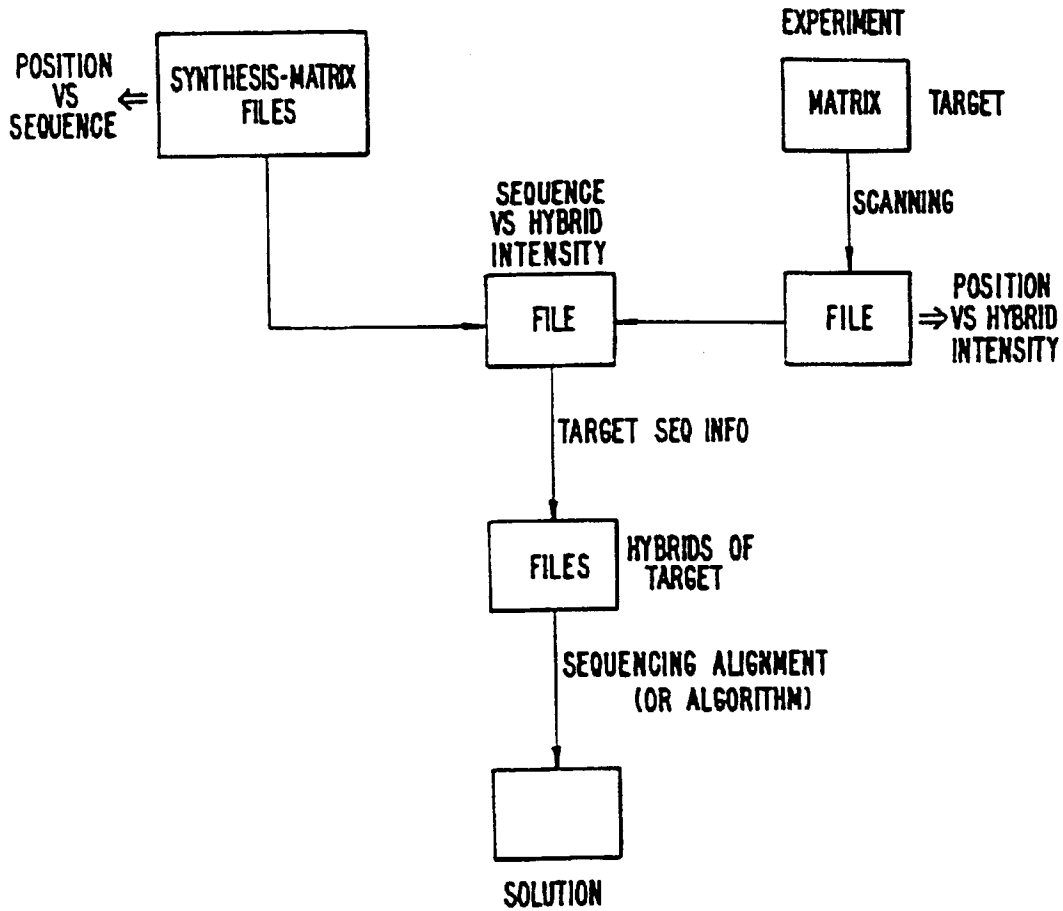 EXPERIMENT
POSITION
VS
SEQUENCE
SYNTHESIS-MATRIX
FILES
MATRIX
TARGET
SCANNING
SEQUENCE
VS HYBRID
INTENSITY
FILE
FILE
POSITION
VS HYBRID
INTENSITY
TARGET SEQ INFO
FILES
HYBRIDS OF
TARGET
SEQUENCING ALIGNMENT
(OR ALGORITHM)
SOLUTION